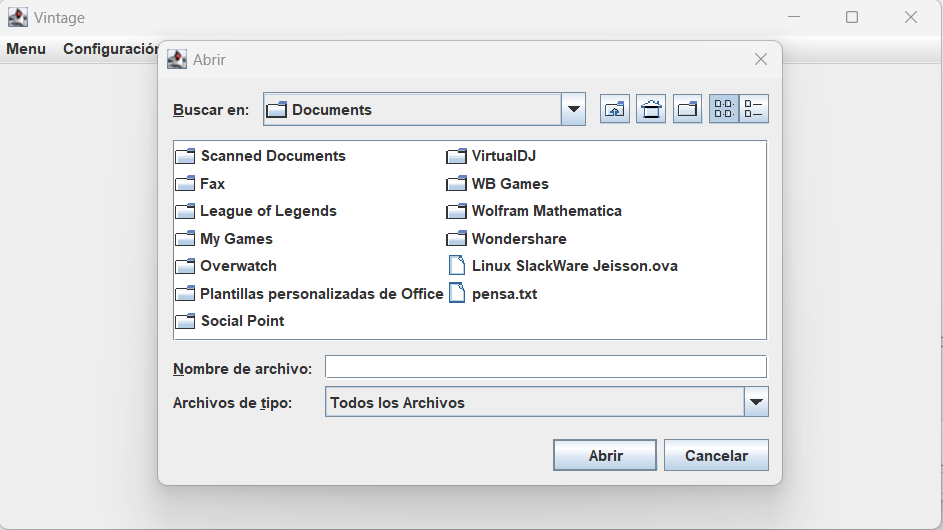 Vintage
Menu Configuración
Abrir
Buscar en: Documents
Scanned Documents
Fax
League of Legends
My Games
Overwatch
Plantillas personalizadas de Office
Social Point
VirtualDJ
WB Games
Wolfram Mathematica
Wondershare
Linux SlackWare Jeisson.ova
pensa.txt
Nombre de archivo:
Archivos de tipo: Todos los Archivos
Abrir Cancelar